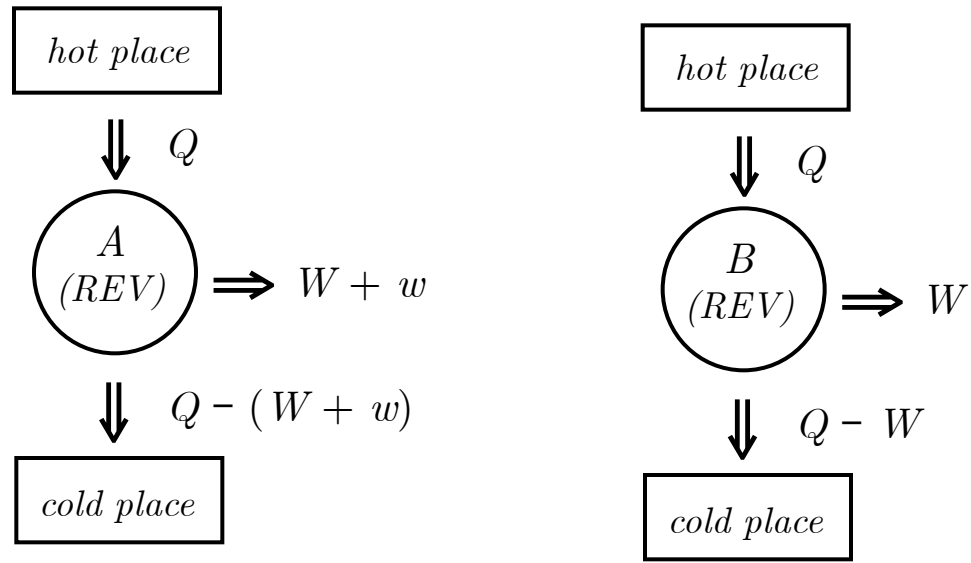 hot place
Q
A
(REV)
W + w
Q - (W + w)
cold place
hot place
Q
B
(REV)
W
Q - W
cold place